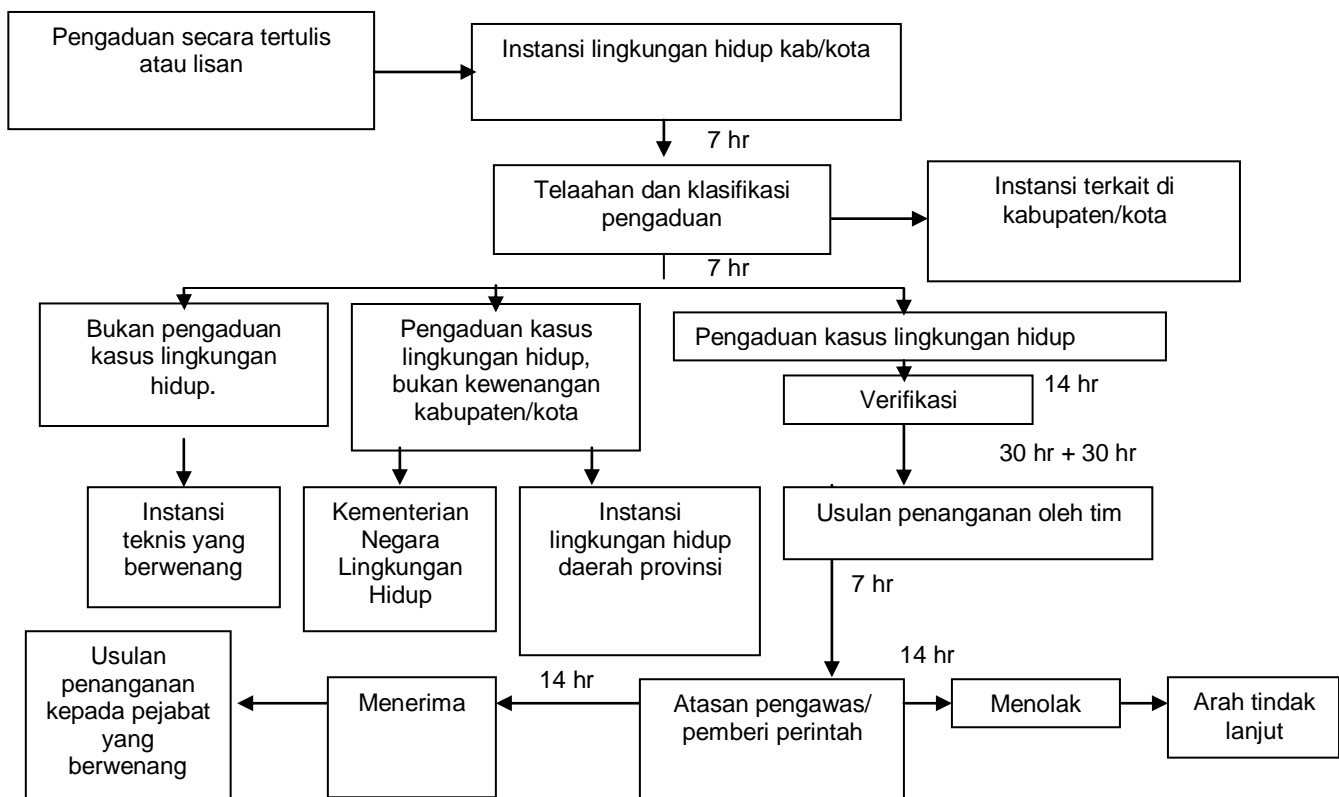 Pengaduan secara tertulis
atau lisan
Instansi lingkungan hidup kab/kota
7 hr
Telaahan dan klasifikasi
pengaduan
Instansi terkait di
kabupaten/kota
7 hr
Bukan pengaduan
kasus lingkungan
hidup.
Pengaduan kasus
lingkungan hidup,
bukan kewenangan
kabupaten/kota
Pengaduan kasus lingkungan hidup
14 hr
Verifikasi
30 hr + 30 hr
Instansi
teknis yang
berwenang
Kementerian
Negara
Lingkungan
Hidup
Instansi
lingkungan hidup
daerah provinsi
Usulan penanganan oleh tim
7 hr
Usulan
penanganan
kepada pejabat
yang
berwenang
Menerima
14 hr
Atasan pengawas/
pemberi perintah
14 hr
Menolak
Arah tindak
lanjut